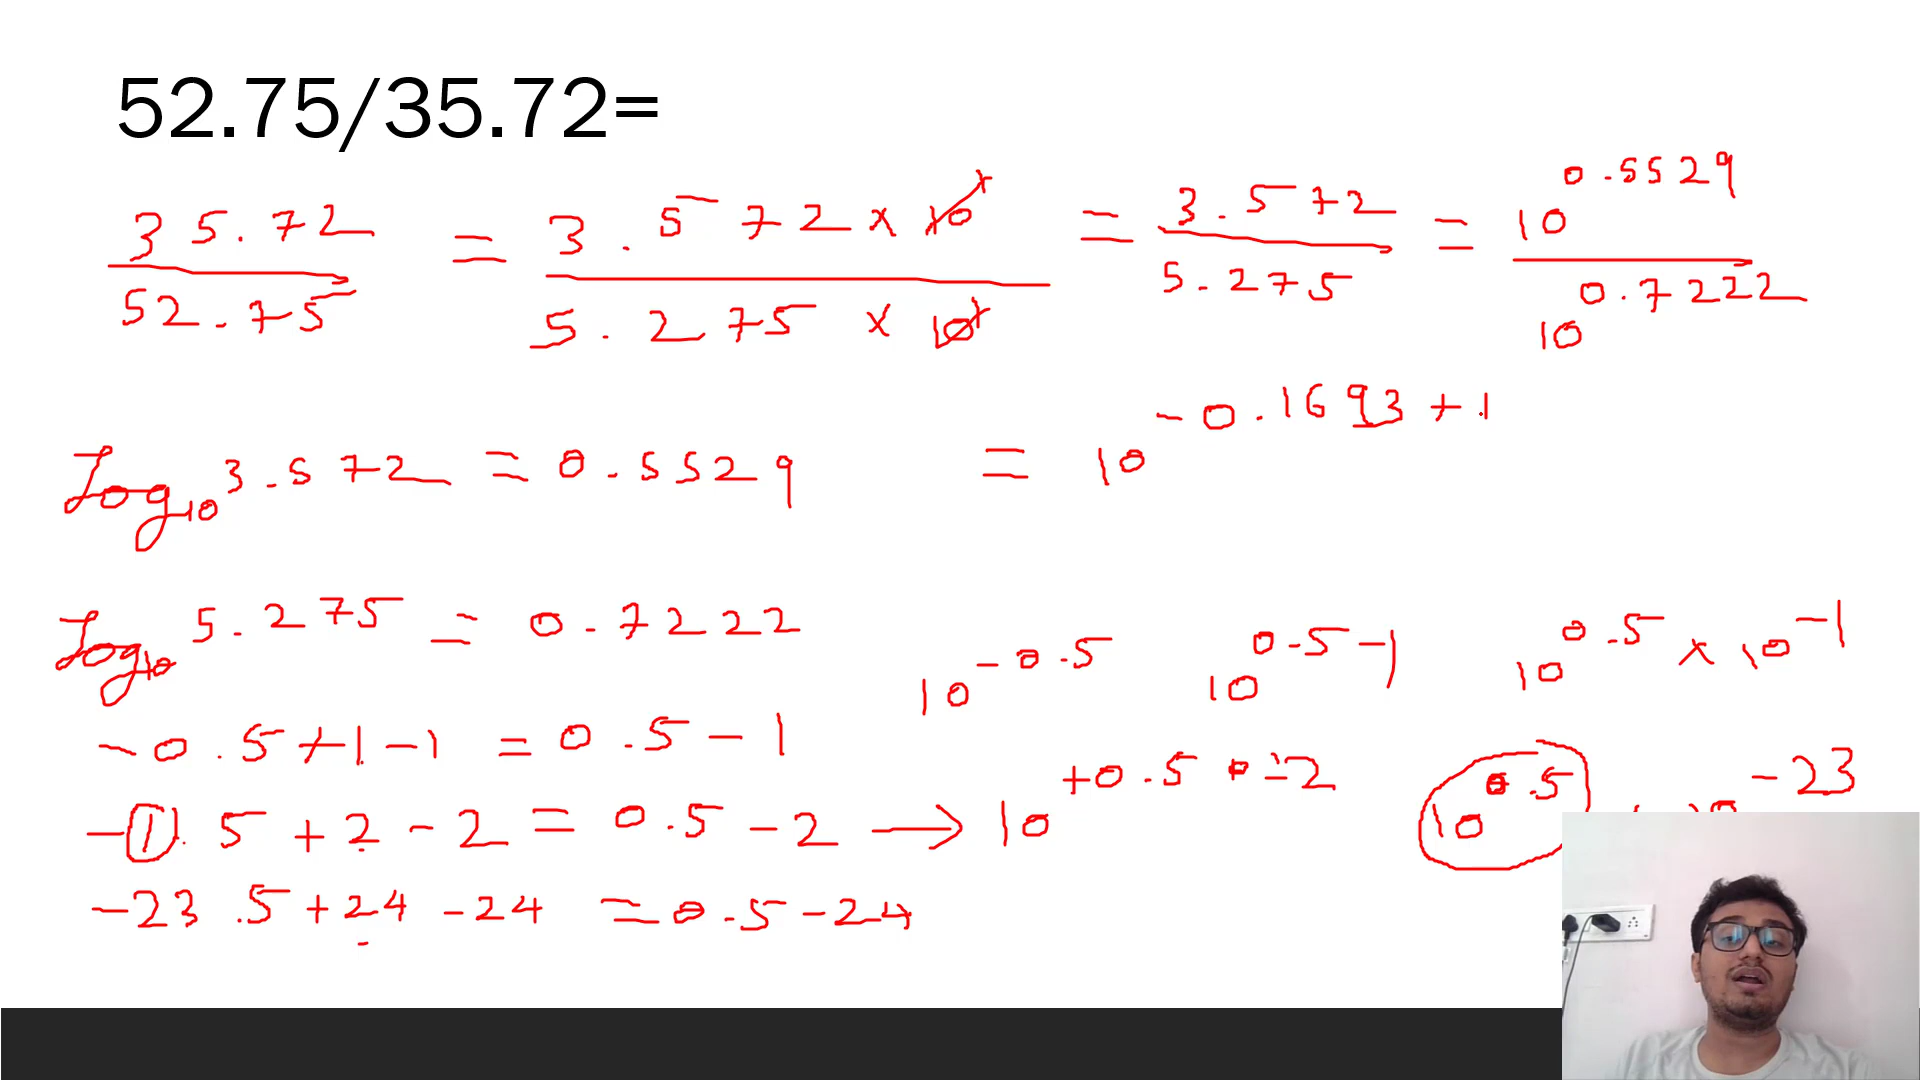 52.75/35.72=
35.72 / 52.75 = 3.572 x 10^1 / 5.275 x 10^1 = 3.572 / 5.275 = 10^0.5529 / 10^0.7222
= 10^-0.1693+1
Log10 3.572 = 0.5529
Log10 5.275 = 0.7222
10^-0.5 10^0.5-1 10^0.5 x 10^-1
-0.5+1-1 = 0.5-1
-1.5+2-2 = 0.5-2 → 10^+0.5-2
10^0.5 -23
-23.5+24-24 = 0.5-24